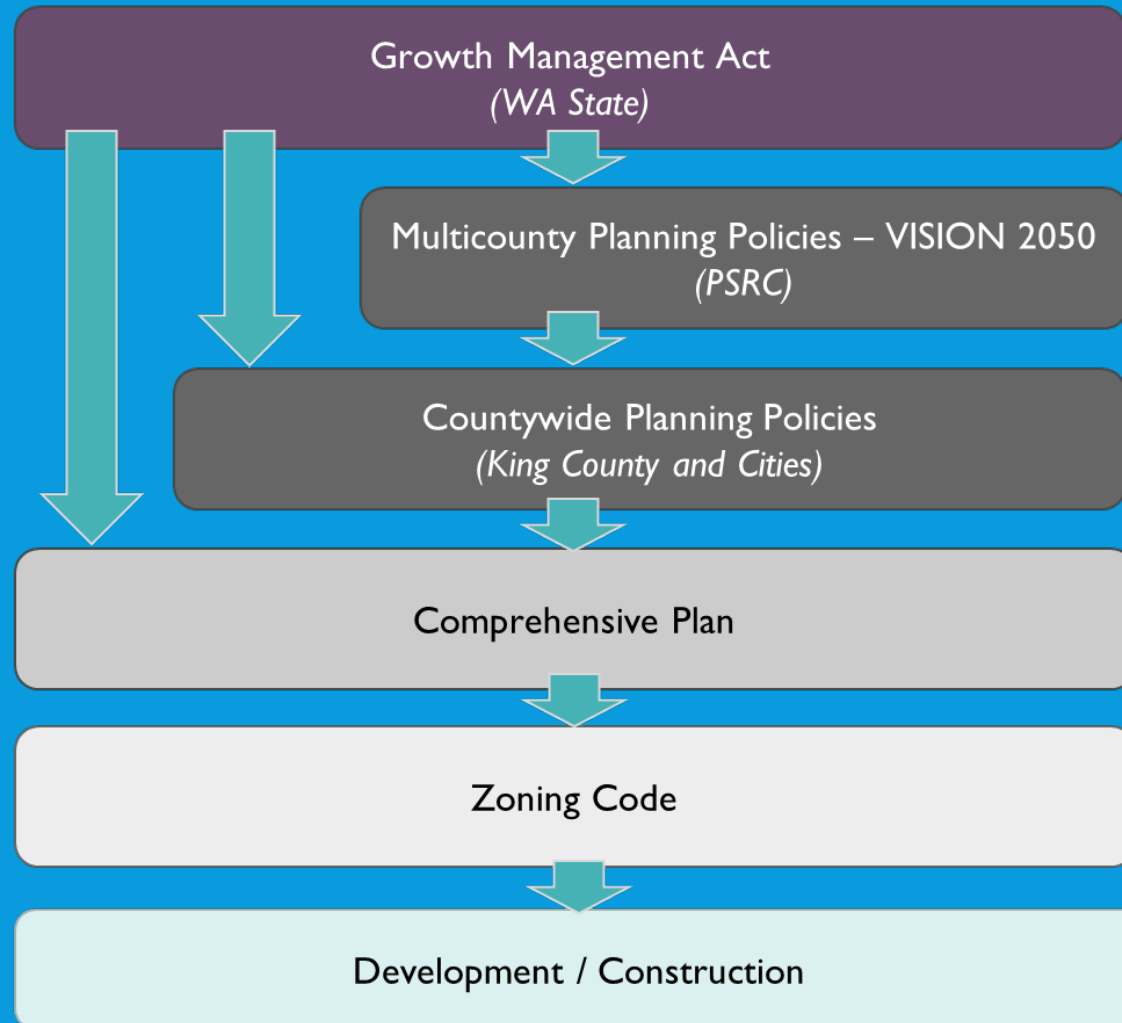 Growth Management Act
(WA State)
Multicounty Planning Policies – VISION 2050
(PSRC)
Countywide Planning Policies
(King County and Cities)
Comprehensive Plan
Zoning Code
Development / Construction